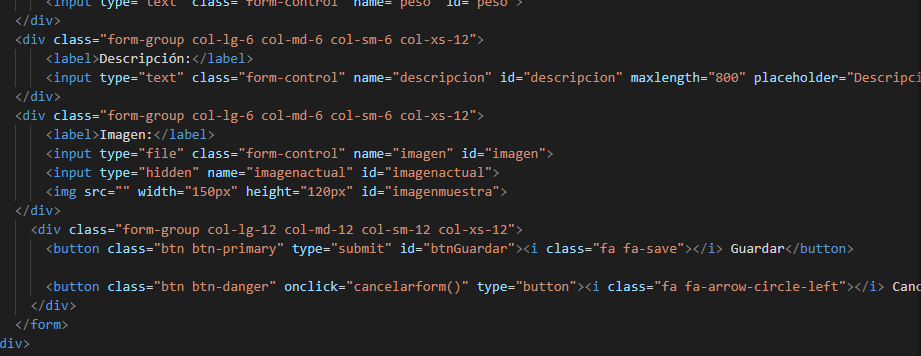 <input type="text" class="form-control" name="peso" id="peso">
</div>
<div class="form-group col-lg-6 col-md-6 col-sm-6 col-xs-12">
<label>Descripción:</label>
<input type="text" class="form-control" name="descripcion" id="descripcion" maxlength="800" placeholder="Descripci
</div>
<div class="form-group col-lg-6 col-md-6 col-sm-6 col-xs-12">
<label>Imagen:</label>
<input type="file" class="form-control" name="imagen" id="imagen">
<input type="hidden" name="imagenactual" id="imagenactual">
<img src="" width="150px" height="120px" id="imagenmuestra">
</div>
<div class="form-group col-lg-12 col-md-12 col-sm-12 col-xs-12">
<button class="btn btn-primary" type="submit" id="btnGuardar"><i class="fa fa-save"></i> Guardar</button>
<button class="btn btn-danger" onclick="cancelarform()" type="button"><i class="fa fa-arrow-circle-left"></i> Canc
</div>
</form>
div>